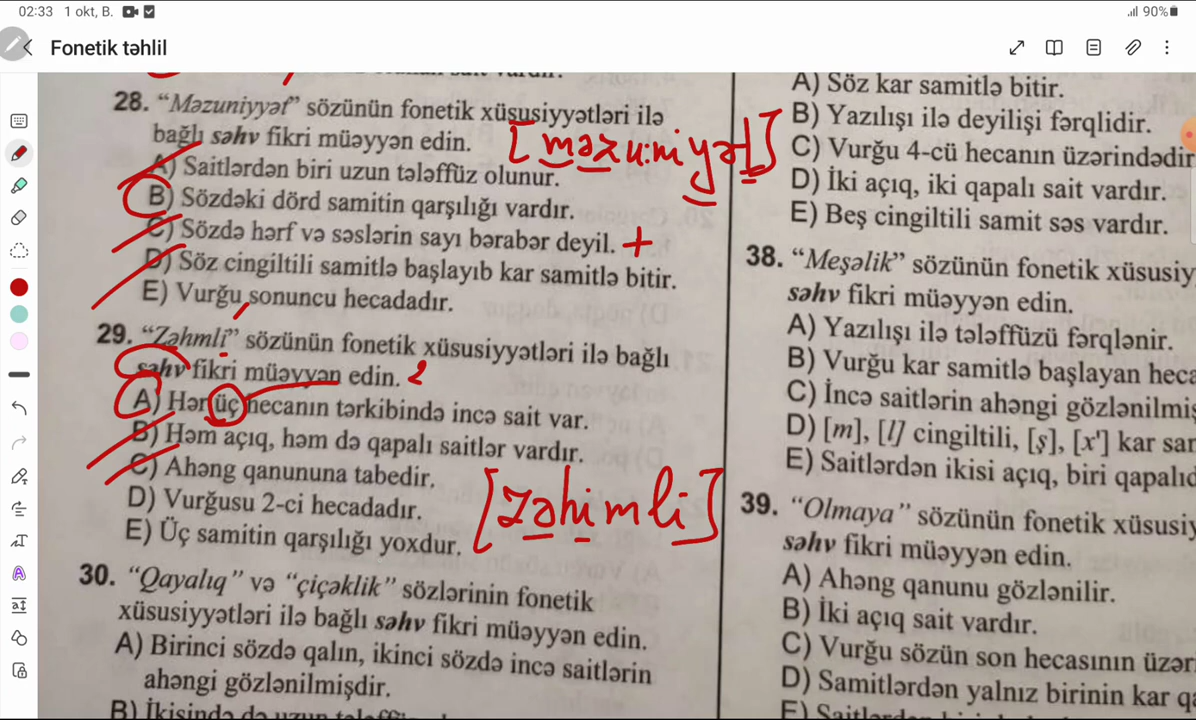 02:33 1 okt, B. 90%
Fonetik təhlil
28. “Məzuniyyət” sözünün fonetik xüsusiyyətləri ilə
bağlı səhv fikri müəyyən edin.
[məzu:niyət]
A) Saitlərdən biri uzun tələffüz olunur.
B) Sözdəki dörd samitin qarşılığı vardır.
C) Sözdə hərf və səslərin sayı bərabər deyil. +
D) Söz cingiltili samitlə başlayıb kar samitlə bitir.
E) Vurğu sonuncu hecadadır.
29. “Zəhmli” sözünün fonetik xüsusiyyətləri ilə bağlı
səhv fikri müəyyən edin. 2
A) Hər üç hecanın tərkibində incə sait var.
B) Həm açıq, həm də qapalı saitlər vardır.
C) Ahəng qanununa tabedir.
D) Vurğusu 2-ci hecadadır.
E) Üç samitin qarşılığı yoxdur.
[zəhimli]
30. “Qayalıq” və “çiçəklik” sözlərinin fonetik
xüsusiyyətləri ilə bağlı səhv fikri müəyyən edin.
A) Birinci sözdə qalın, ikinci sözdə incə saitlərin
ahəngi gözlənilmişdir.
B) İkisində də uzun
A) Söz kar samitlə bitir.
B) Yazılışı ilə deyilişi fərqlidir.
C) Vurğu 4-cü hecanın üzərindədir
D) İki açıq, iki qapalı sait vardır.
E) Beş cingiltili samit səs vardır.
38. “Meşəlik” sözünün fonetik xüsusiy
səhv fikri müəyyən edin.
A) Yazılışı ilə tələffüzü fərqlənir.
B) Vurğu kar samitlə başlayan heca
C) İncə saitlərin ahəngi gözlənilmiş
D) [m], [l] cingiltili, [ş], [x'] kar sam
E) Saitlərdən ikisi açıq, biri qapalıd
39. “Olmaya” sözünün fonetik xüsusiy
səhv fikri müəyyən edin.
A) Ahəng qanunu gözlənilir.
B) İki açıq sait vardır.
C) Vurğu sözün son hecasının üzər
D) Samitlərdən yalnız birinin kar q
E) Saitlər